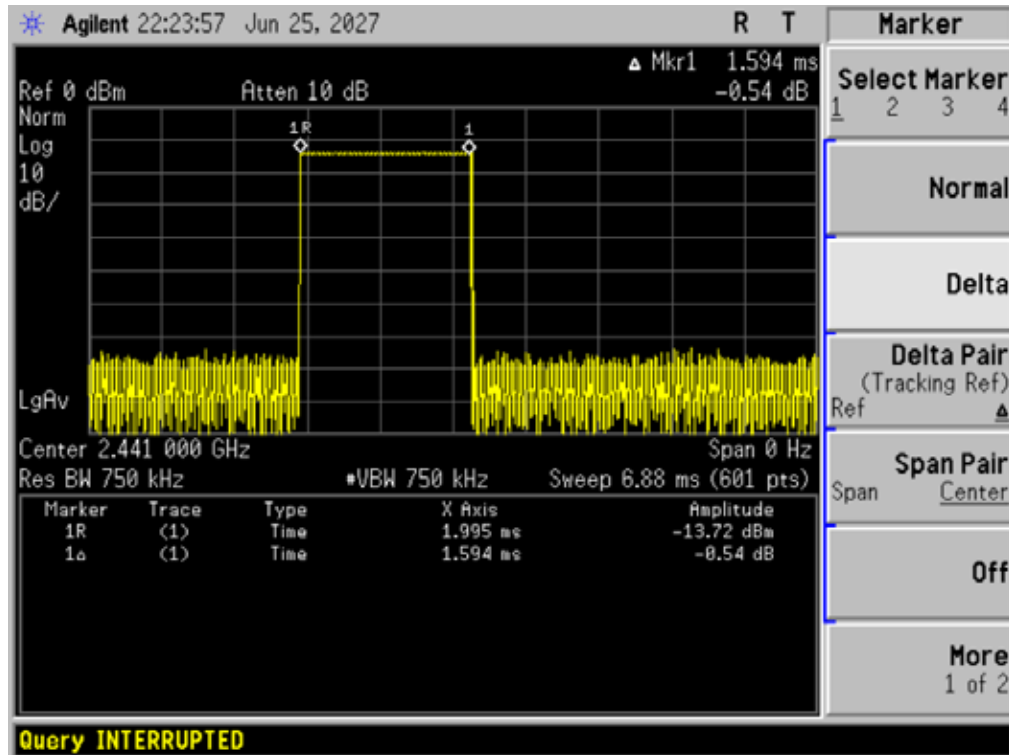 Agilent 22:23:57 Jun 25, 2027 R T
Δ Mkr1 1.594 ms
Ref 0 dBm Atten 10 dB -0.54 dB
Norm
Log
10
dB/
1R 1
LgAv
Center 2.441 000 GHz Span 0 Hz
Res BW 750 kHz #VBW 750 kHz Sweep 6.88 ms (601 pts)
Marker Trace Type X Axis Amplitude
1R (1) Time 1.995 ms -13.72 dBm
1Δ (1) Time 1.594 ms -0.54 dB
Query INTERRUPTED
Marker
Select Marker
1 2 3 4
Normal
Delta
Delta Pair
(Tracking Ref)
Ref Δ
Span Pair
Span Center
Off
More
1 of 2